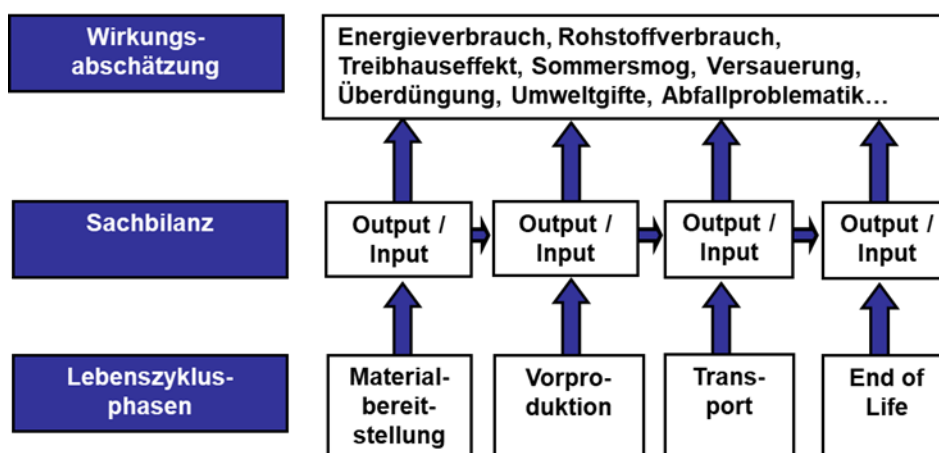 Wirkungs-
abschätzung
Energieverbrauch, Rohstoffverbrauch,
Treibhauseffekt, Sommersmog, Versauerung,
Überdüngung, Umweltgifte, Abfallproblematik…
Sachbilanz
Output /
Input
Output /
Input
Output /
Input
Output /
Input
Lebenszyklus-
phasen
Material-
bereit-
stellung
Vorpro-
duktion
Trans-
port
End of
Life